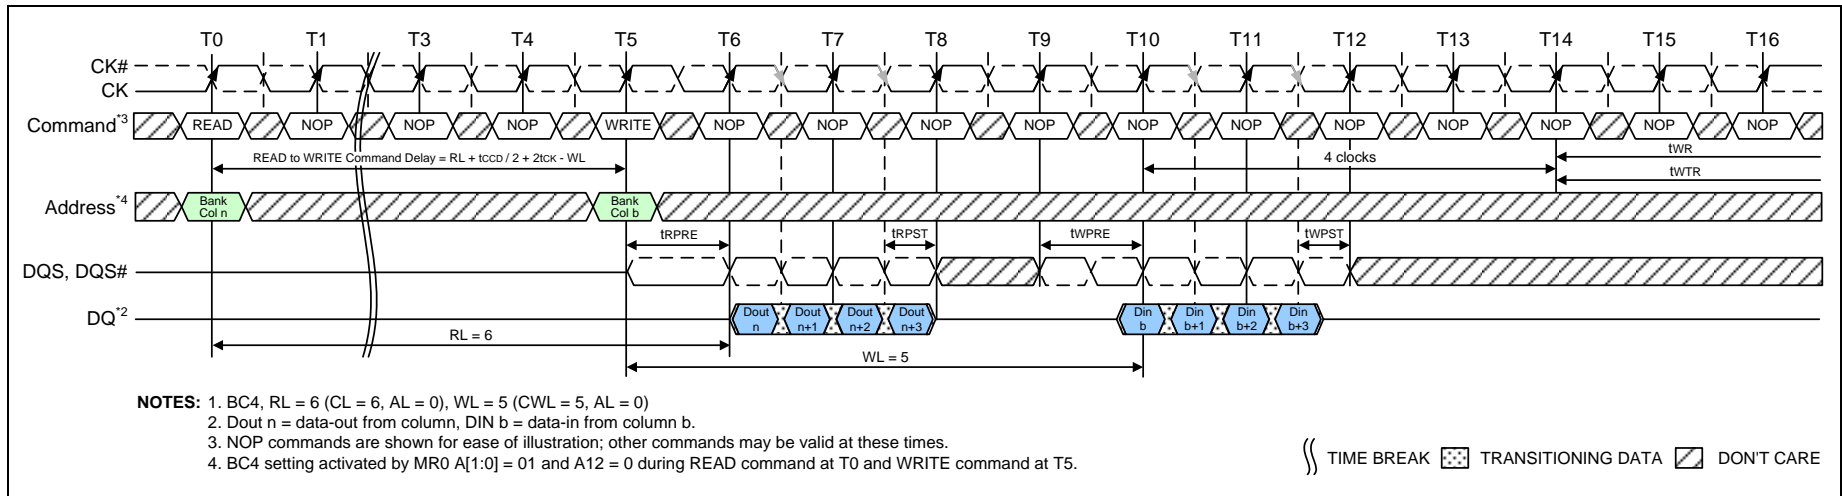 T0 T1 T3 T4 T5 T6 T7 T8 T9 T10 T11 T12 T13 T14 T15 T16
CK#
CK
Command*3 READ NOP NOP NOP WRITE NOP NOP NOP NOP NOP NOP NOP NOP NOP NOP NOP
READ to WRITE Command Delay = RL + tCCD / 2 + 2tCK - WL
4 clocks
tWR
tWTR
Address*4
Bank
Col n
Bank
Col b
tRPRE tRPST tWPRE tWPST
DQS, DQS#
DQ*2
Dout
n
Dout
n+1
Dout
n+2
Dout
n+3
Din
b
Din
b+1
Din
b+2
Din
b+3
RL = 6
WL = 5
NOTES: 1. BC4, RL = 6 (CL = 6, AL = 0), WL = 5 (CWL = 5, AL = 0)
2. Dout n = data-out from column, DIN b = data-in from column b.
3. NOP commands are shown for ease of illustration; other commands may be valid at these times.
4. BC4 setting activated by MR0 A[1:0] = 01 and A12 = 0 during READ command at T0 and WRITE command at T5.
TIME BREAK TRANSITIONING DATA DON'T CARE